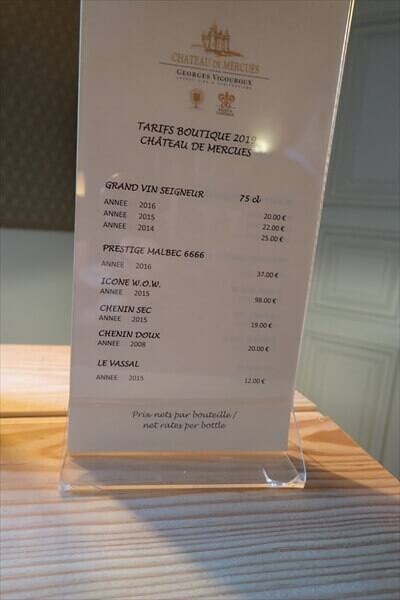 CHATEAU DE MERCUÈS
GEORGES VIGOUROUX
TARIFS BOUTIQUE 2019
CHÂTEAU DE MERCUES
GRAND VIN SEIGNEUR 75 cl
ANNEE 2016 20.00 €
ANNEE 2015 22.00 €
ANNEE 2014 25.00 €
PRESTIGE MALBEC 6666
ANNEE 2016 37.00 €
ICONE W.O.W.
ANNEE 2015 98.00 €
CHENIN SEC
ANNEE 2015 19.00 €
CHENIN DOUX
ANNEE 2008 20.00 €
LE VASSAL
ANNEE 2015 12.00 €
Prix nets par bouteille /
net rates per bottle